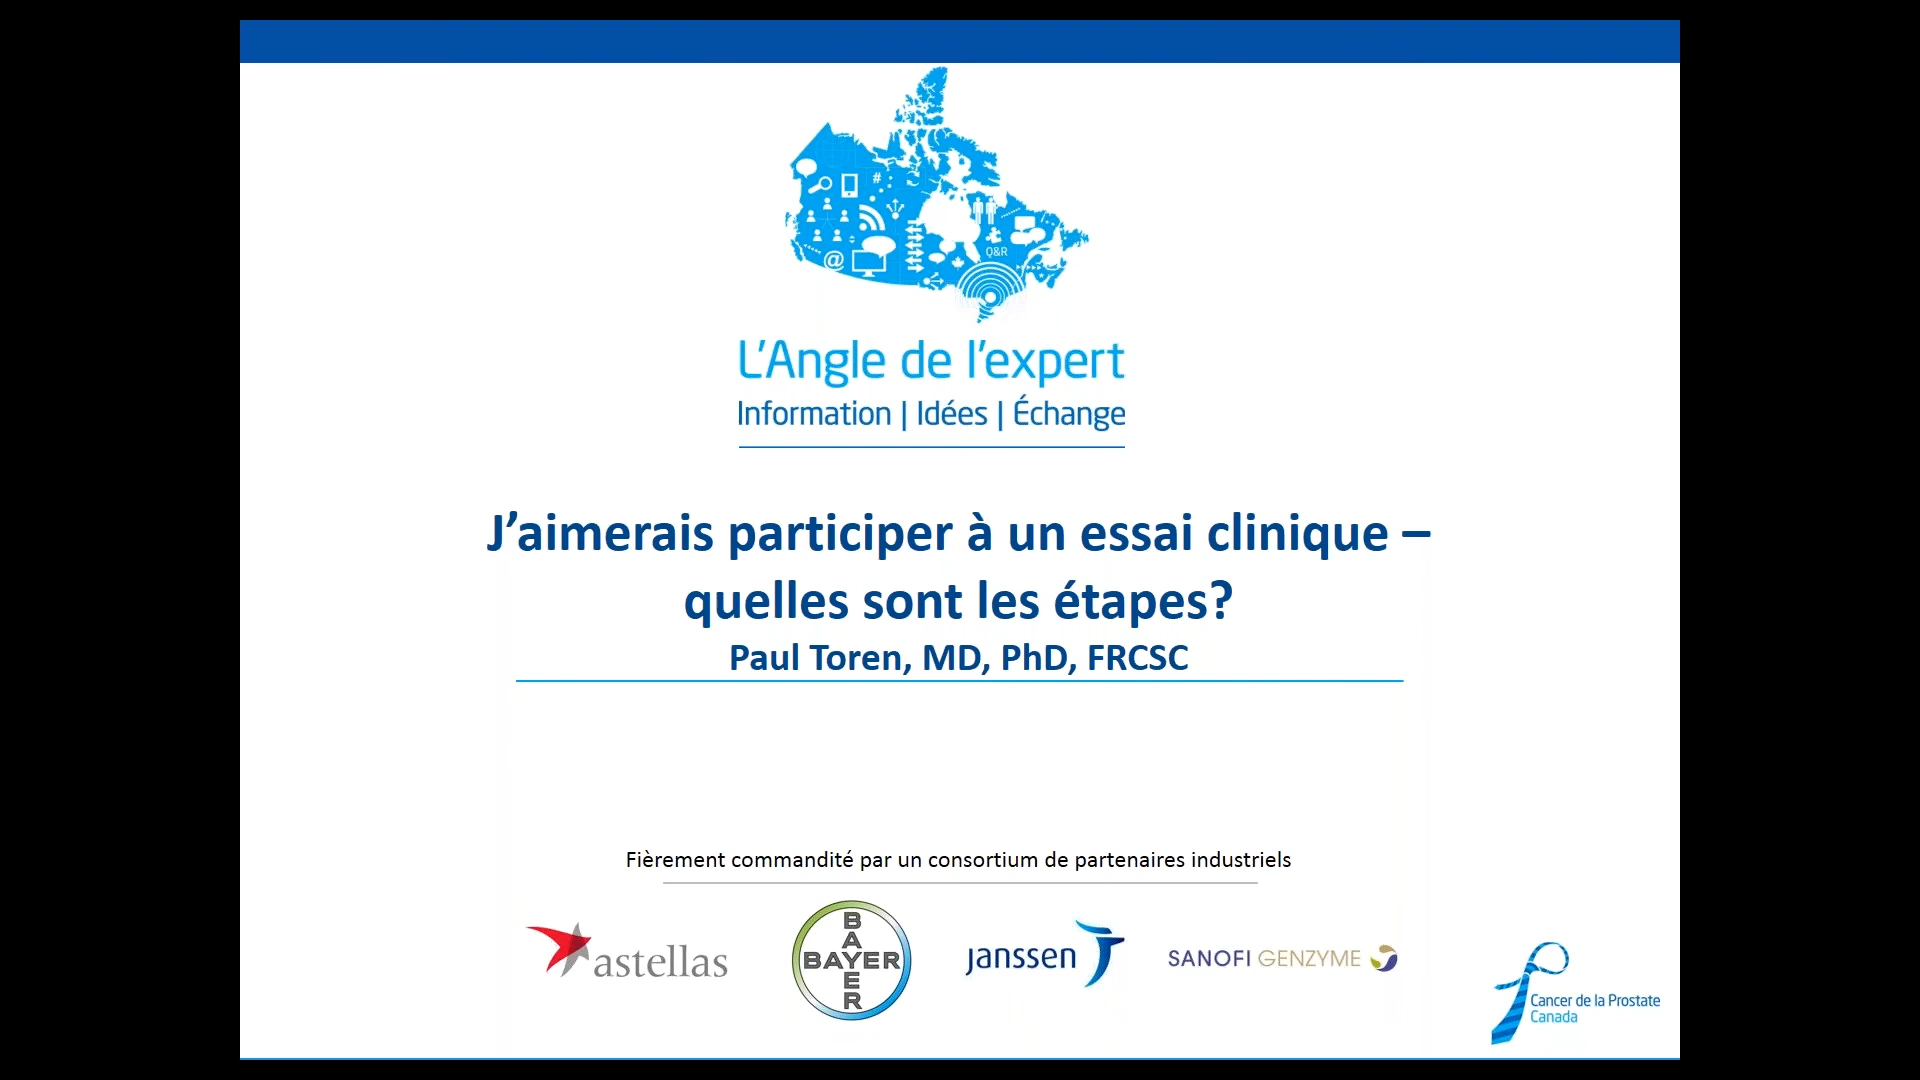 #
@
Q&R
L'Angle de l'expert
Information | Idées | Échange
J'aimerais participer à un essai clinique –
quelles sont les étapes?
Paul Toren, MD, PhD, FRCSC
Fièrement commandité par un consortium de partenaires industriels
astellas
BAYER
BAYER
janssen
SANOFI GENZYME
Cancer de la Prostate
Canada